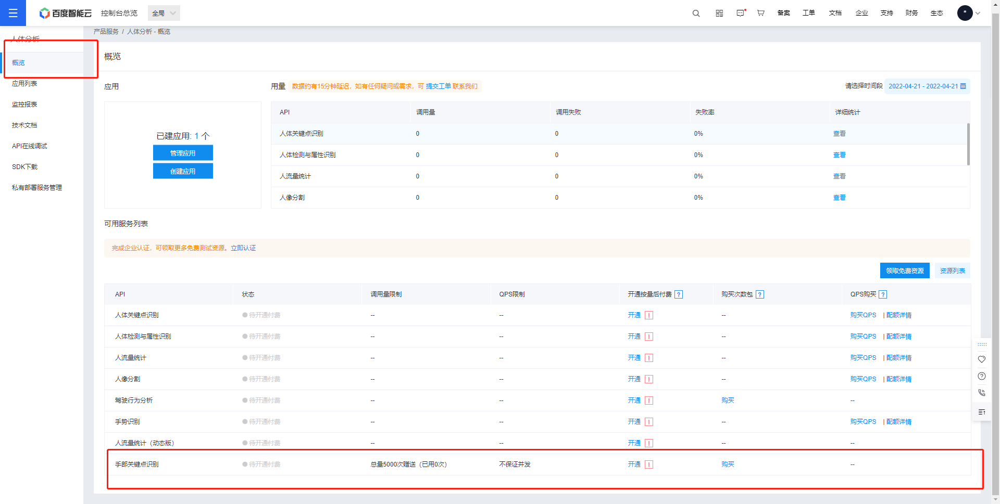 百度智能云 控制台总览 全局 备案 工单 文档 企业 支持 财务 生态 *
产品服务 / 人体分析 - 概览
人体分析
概览
应用列表
监控报表
技术文档
API在线调试
SDK下载
私有部署服务管理
概览
应用
已建应用: 1 个
管理应用
创建应用
用量 数据约有15分钟延迟，如有任何疑问或需求，可 提交工单 联系我们
请选择时间段 2022-04-21 - 2022-04-21
API 调用量 调用失败 失败率 详细统计
人体关键点识别 0 0 0% 查看
人体检测与属性识别 0 0 0% 查看
人流量统计 0 0 0% 查看
人像分割 0 0 0% 查看
可用服务列表
完成企业认证，可领取更多免费测试资源。立即认证
领取免费资源 资源列表
API 状态 调用量限制 QPS限制 开通按量后付费 ? 购买次数包 ? QPS购买 ?
人体关键点识别 待开通付费 -- -- 开通 ! -- 购买QPS | 配额详情
人体检测与属性识别 待开通付费 -- -- 开通 ! -- 购买QPS | 配额详情
人流量统计 待开通付费 -- -- 开通 ! -- 购买QPS | 配额详情
人像分割 待开通付费 -- -- 开通 ! -- 购买QPS | 配额详情
驾驶行为分析 待开通付费 -- -- 开通 ! 购买 --
手势识别 待开通付费 -- -- 开通 ! -- 购买QPS | 配额详情
人流量统计（动态版） 待开通付费 -- -- 开通 ! -- --
手部关键点识别 待开通付费 总量5000次赠送（已用0次） 不保证并发 开通 ! 购买 --